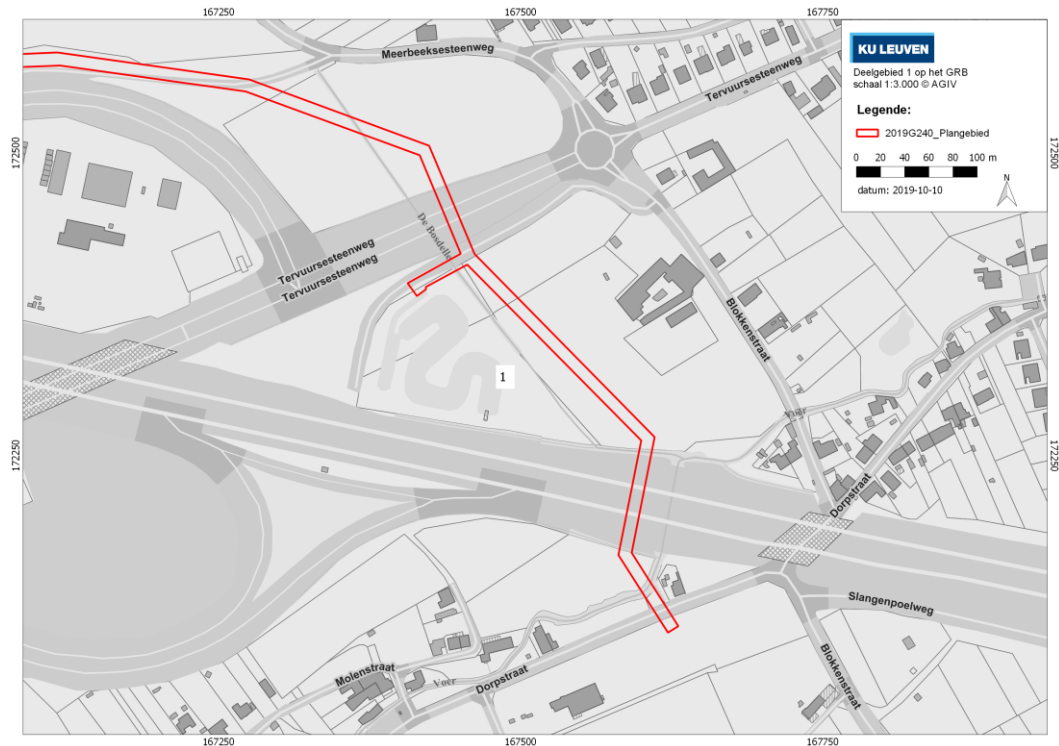 167250 167500 167750
Meerbeeksesteenweg
Tervuursesteenweg
KU LEUVEN
Deelgebied 1 op het GRB
schaal 1:3.000 © AGIV
Legende:
2019G240_Plangebied
0 20 40 60 80 100 m
datum: 2019-10-10
N
172500
172500
De Bosdelle
Tervuursesteenweg
Tervuursesteenweg
Blokkenstraat
1
Voer
172250
172250
Dorpstraat
Slangenpoelweg
Molenstraat
Voer
Dorpstraat
Blokkenstraat
167250 167500 167750